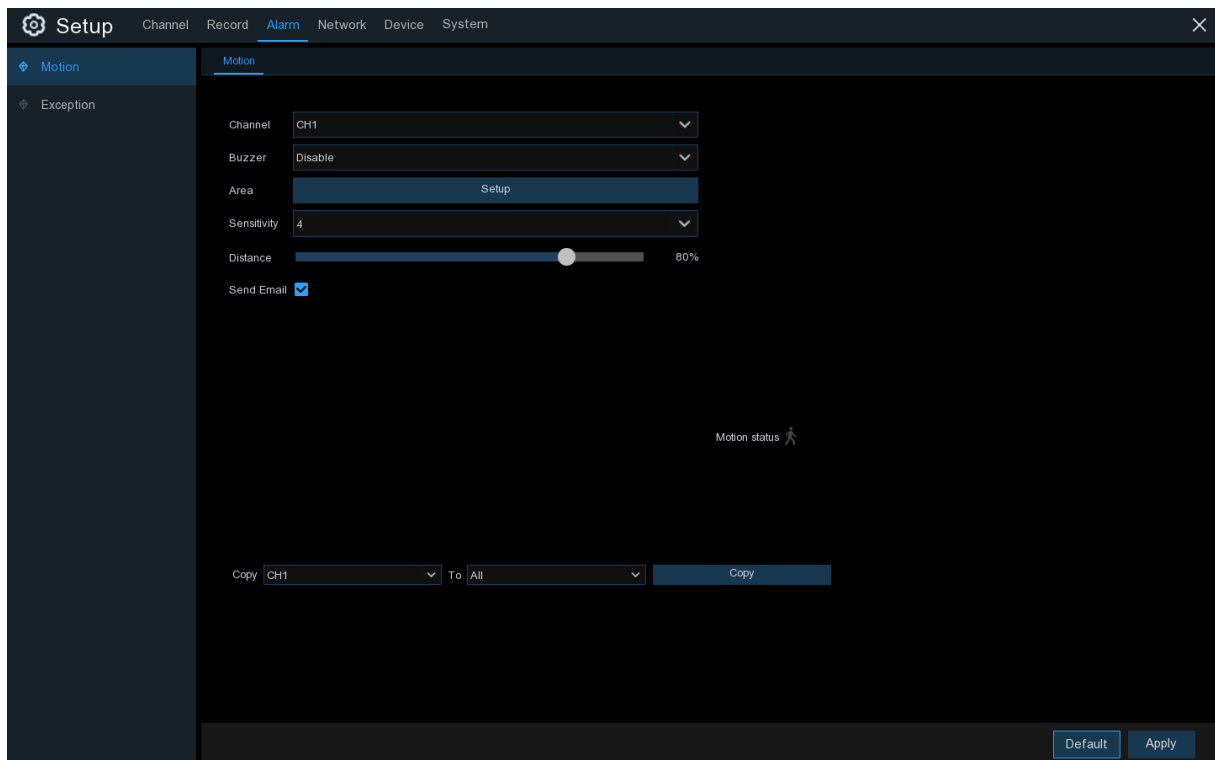 Setup Channel Record Alarm Network Device System
Motion
Exception
Motion
Channel CH1
Buzzer Disable
Area Setup
Sensitivity 4
Distance 80%
Send Email
Motion status
Copy CH1 To All Copy
Default Apply